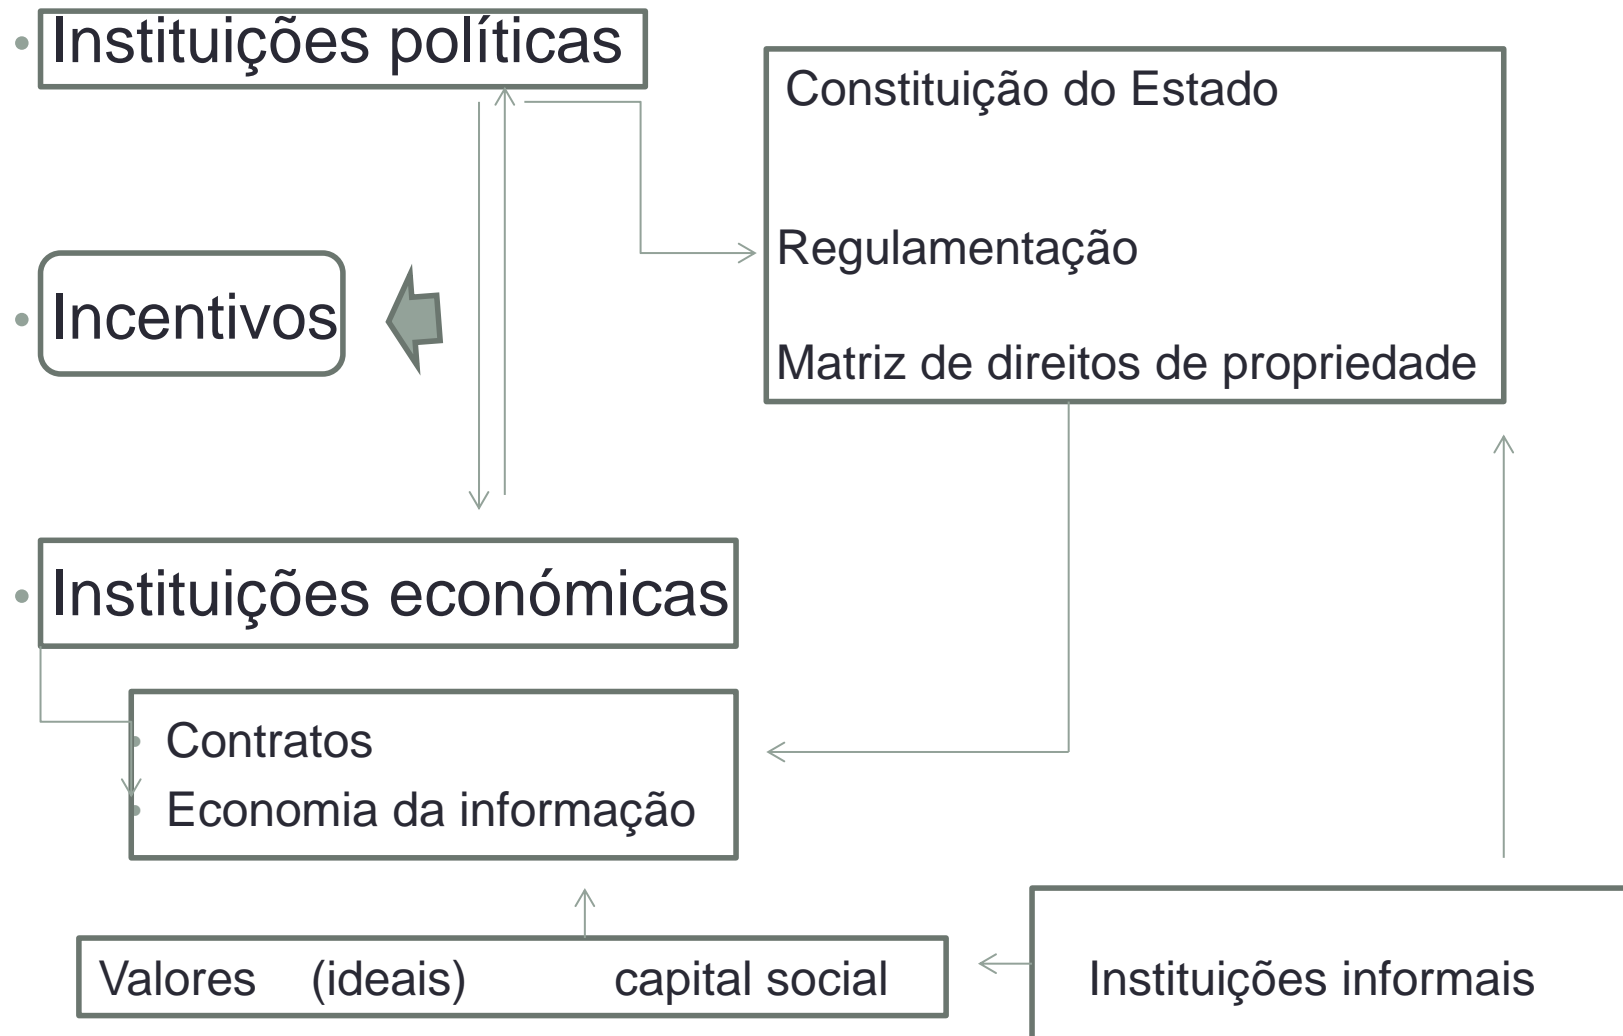 Instituições políticas
Constituição do Estado
Regulamentação
Incentivos
Matriz de direitos de propriedade
Instituições económicas
Contratos
Economia da informação
Valores (ideais) capital social
Instituições informais